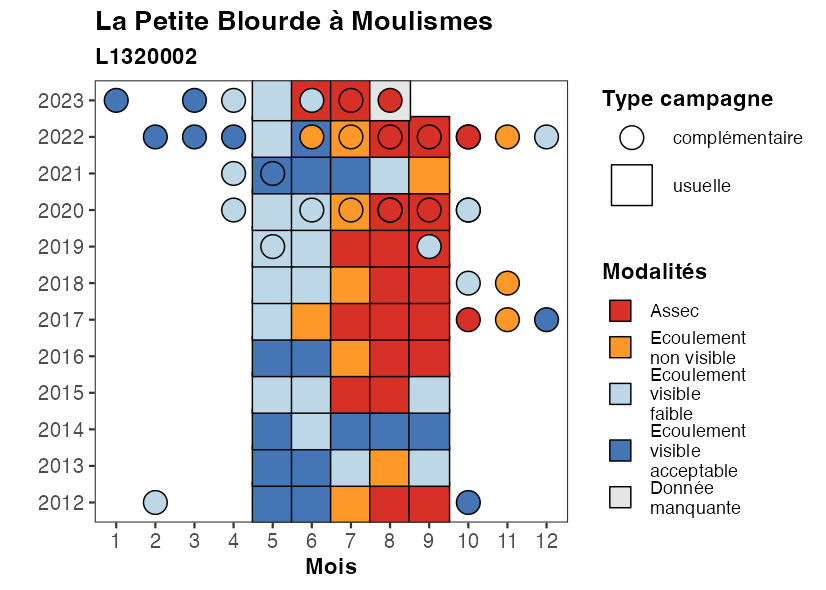 La Petite Blourde à Moulismes
L1320002
2023
2022
2021
2020
2019
2018
2017
2016
2015
2014
2013
2012
1 2 3 4 5 6 7 8 9 10 11 12
Mois
Type campagne
complémentaire
usuelle
Modalités
Assec
Ecoulement
non visible
Ecoulement
visible
faible
Ecoulement
visible
acceptable
Donnée
manquante